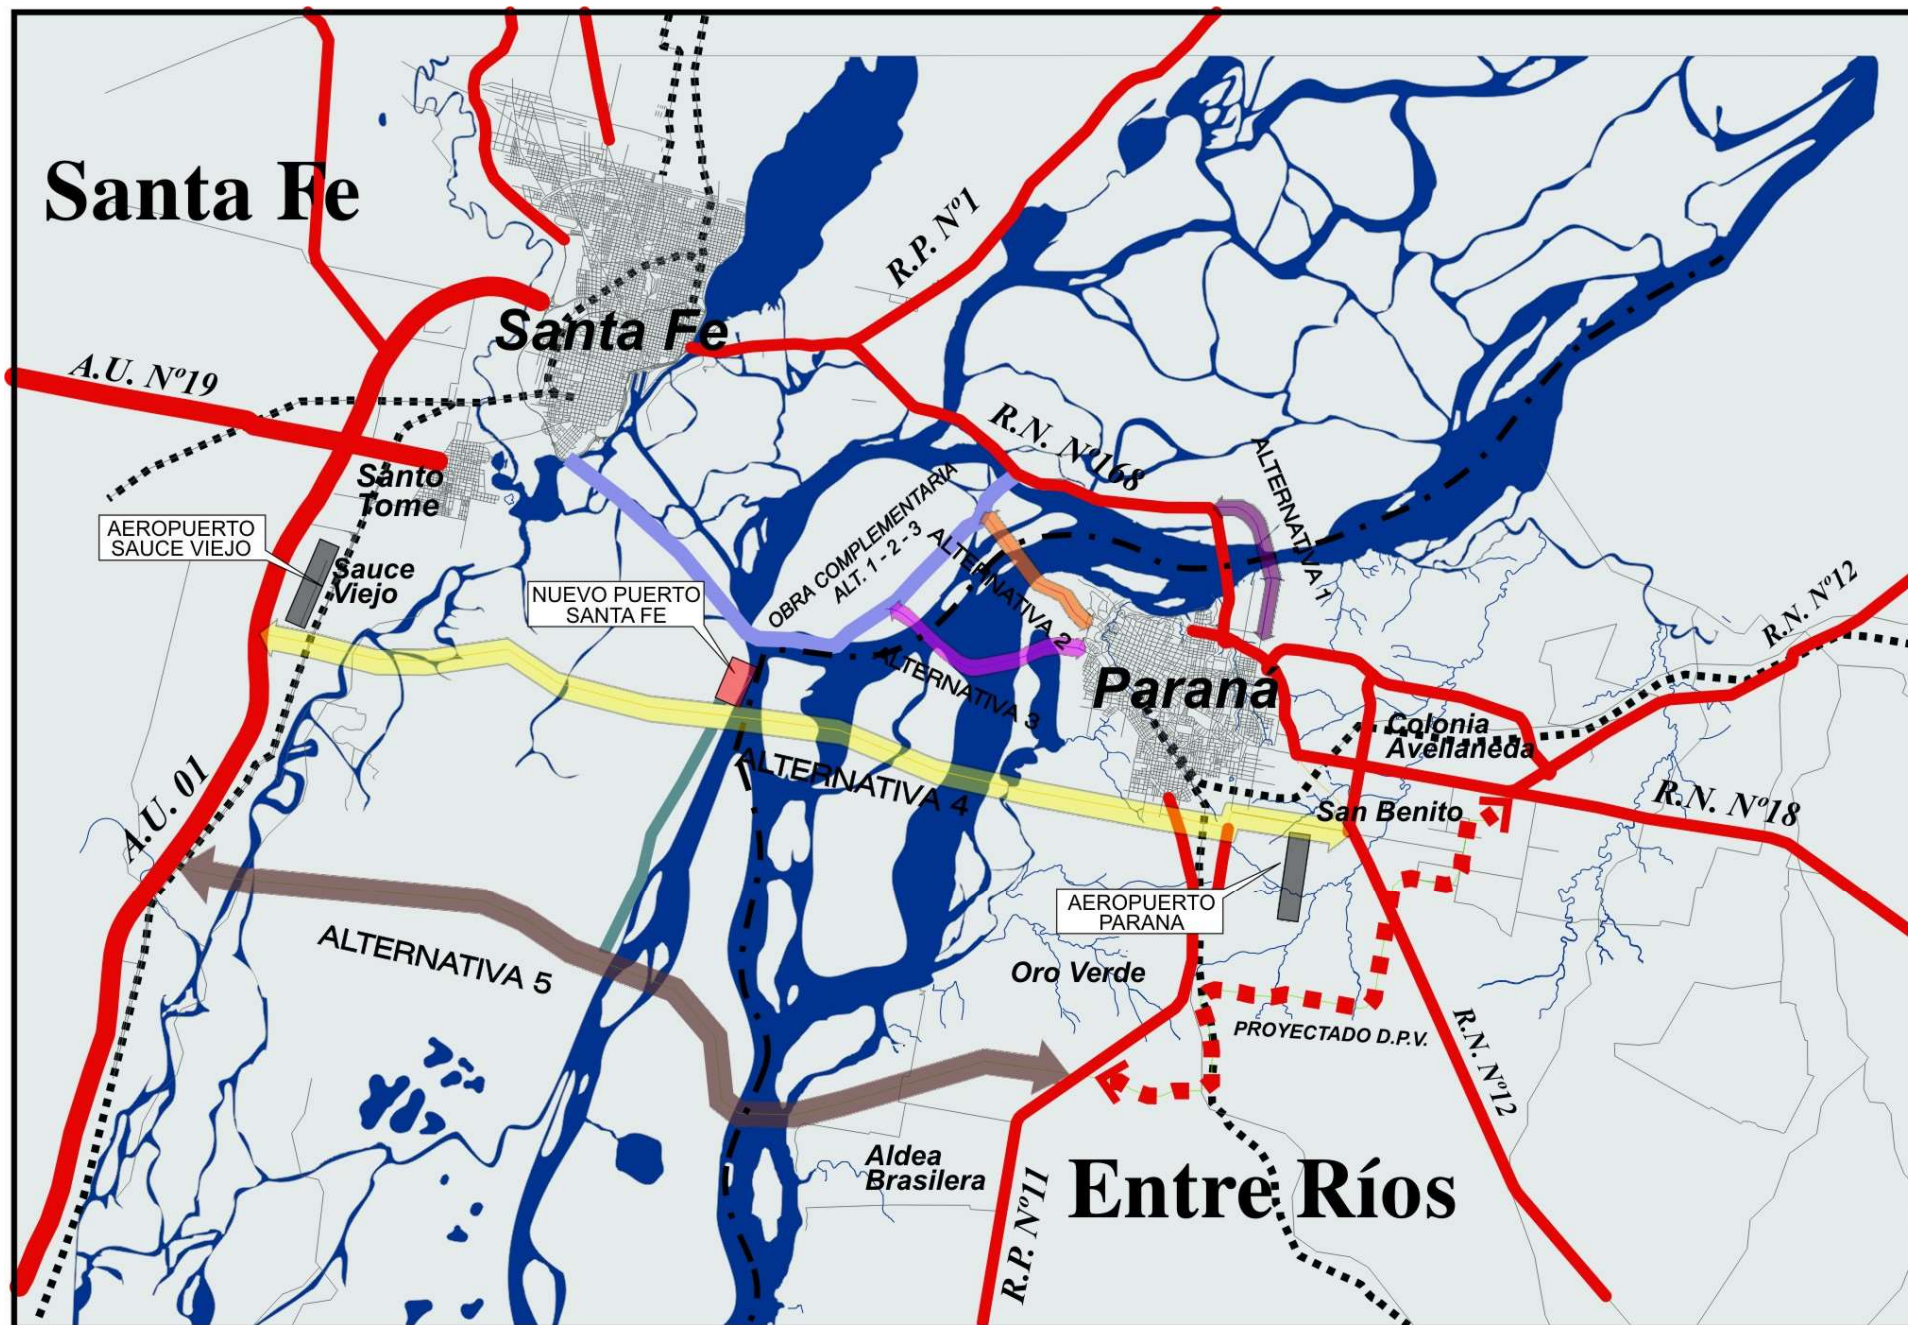 Santa Fe
R.P. Nº1
Santa Fe
A.U. Nº19
R.N. Nº168
ALTERNATIVA 1
Santo
Tome
OBRA COMPLEMENTARIA
ALT. 1 - 2 - 3
AEROPUERTO
SAUCE VIEJO
Sauce
Viejo
ALTERNATIVA 2
NUEVO PUERTO
SANTA FE
R.N. Nº12
ALTERNATIVA 3
Parana
Colonia
Avellaneda
A.U. 01
ALTERNATIVA 4
San Benito
R.N. Nº18
AEROPUERTO
PARANA
ALTERNATIVA 5
Oro Verde
PROYECTADO D.P.V.
R.N. Nº12
Aldea
Brasilera
R.P. Nº11
Entre Ríos